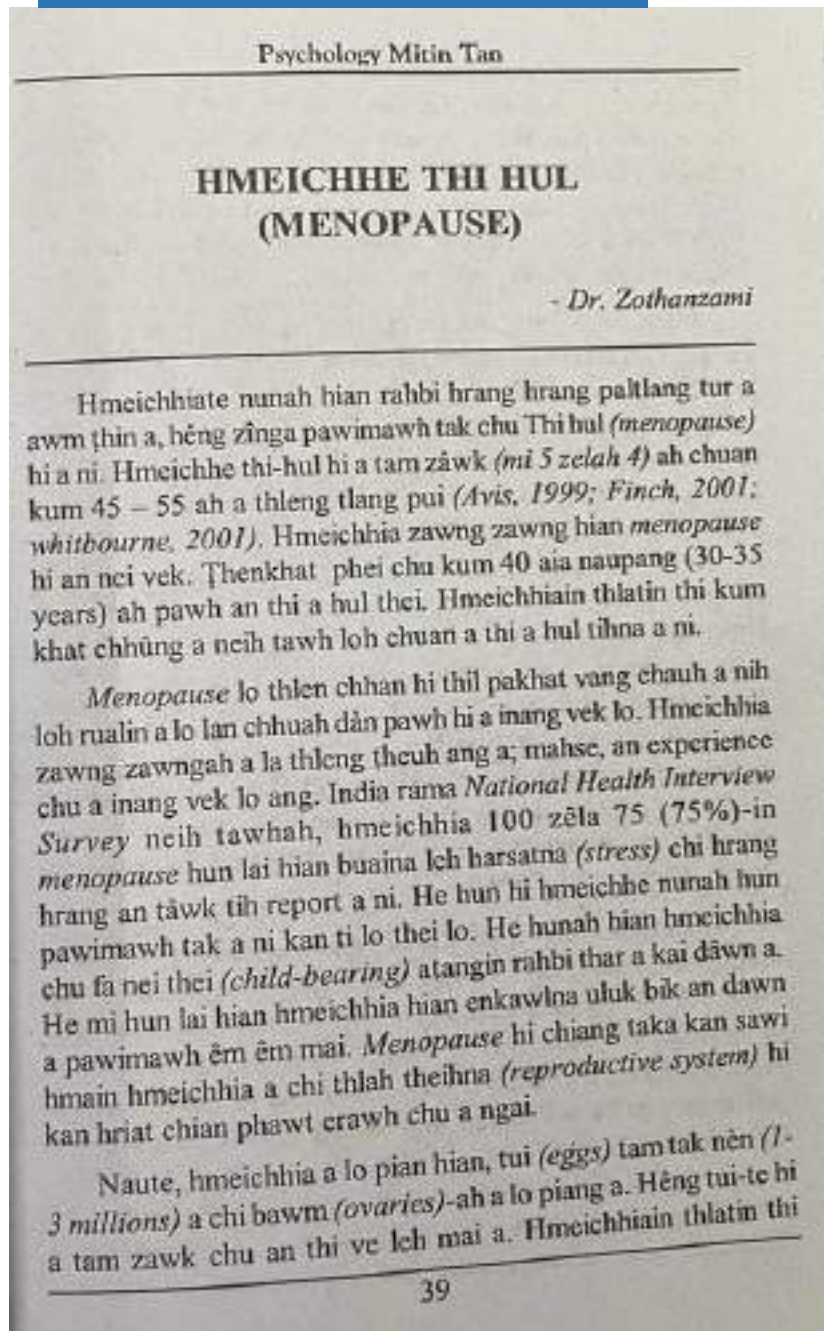 Psychology Mitin Tan
HMEICHHE THI HUL
(MENOPAUSE)
- Dr. Zothanzami
Hmeichhiate nunah hian rahbi hrang hrang paltlang tur a
awm ṭhin a, hêng zînga pawimawh tak chu Thi hul (menopause)
hi a ni. Hmeichhe thi-hul hi a tam zâwk (mi 5 zelah 4) ah chuan
kum 45 – 55 ah a thleng tlang pui (Avis, 1999; Finch, 2001;
whitbourne, 2001). Hmeichhia zawng zawng hian menopause
hi an nei vek. Ṭhenkhat phei chu kum 40 aia naupang (30-35
years) ah pawh an thi a hul thei. Hmeichhiain thlatin thi kum
khat chhûng a neih tawh loh chuan a thi a hul tihna a ni.
Menopause lo thlen chhan hi thil pakhat vang chauh a nih
loh rualin a lo lan chhuah dàn pawh hi a inang vek lo. Hmeichhia
zawng zawngah a la thleng ṭheuh ang a; mahse, an experience
chu a inang vek lo ang. India rama National Health Interview
Survey neih tawhah, hmeichhia 100 zêla 75 (75%)-in
menopause hun lai hian buaina leh harsatna (stress) chi hrang
hrang an tâwk tih report a ni. He hun hi hmeichhe nunah hun
pawimawh tak a ni kan ti lo thei lo. He hunah hian hmeichhia
chu fa nei thei (child-bearing) atangin rahbi thar a kai dâwn a.
He mi hun lai hian hmeichhia hian enkawlna uluk bik an dawn
a pawimawh êm êm mai. Menopause hi chiang taka kan sawi
hmain hmeichhia a chi thlah theihna (reproductive system) hi
kan hriat chian phawt erawh chu a ngai.
Naute, hmeichhia a lo pian hian, tui (eggs) tam tak nèn (1-
3 millions) a chi bawm (ovaries)-ah a lo piang a. Hêng tui-te hi
a tam zawk chu an thi ve leh mai a. Hmeichhiain thlatin thi
39